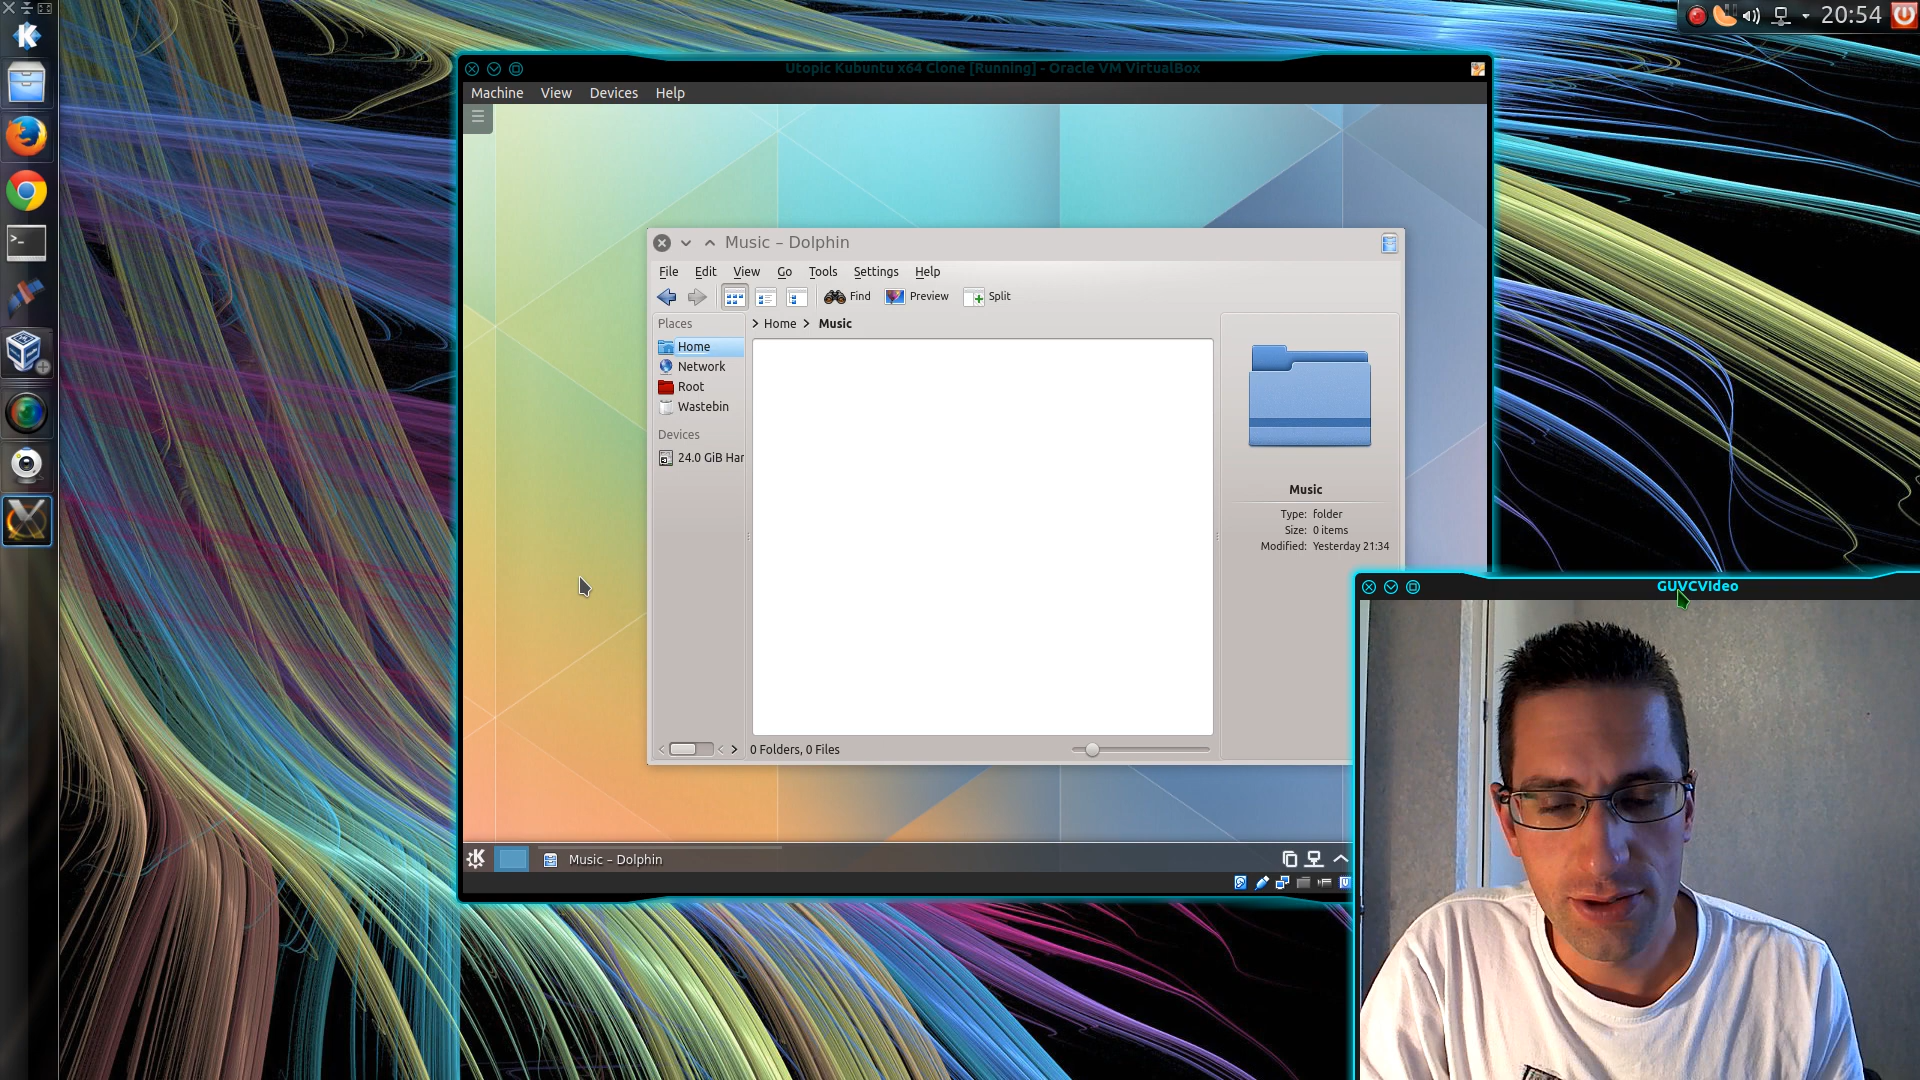 20:54
Utopic Kubuntu x64 Clone [Running] - Oracle VM VirtualBox
Machine View Devices Help
Music – Dolphin
File Edit View Go Tools Settings Help
Find Preview Split
Places
> Home > Music
Home
Network
Root
Wastebin
Devices
24.0 GiB Har
Music
Type: folder
Size: 0 items
Modified: Yesterday 21:34
GUVCVideo
0 Folders, 0 Files
Music – Dolphin